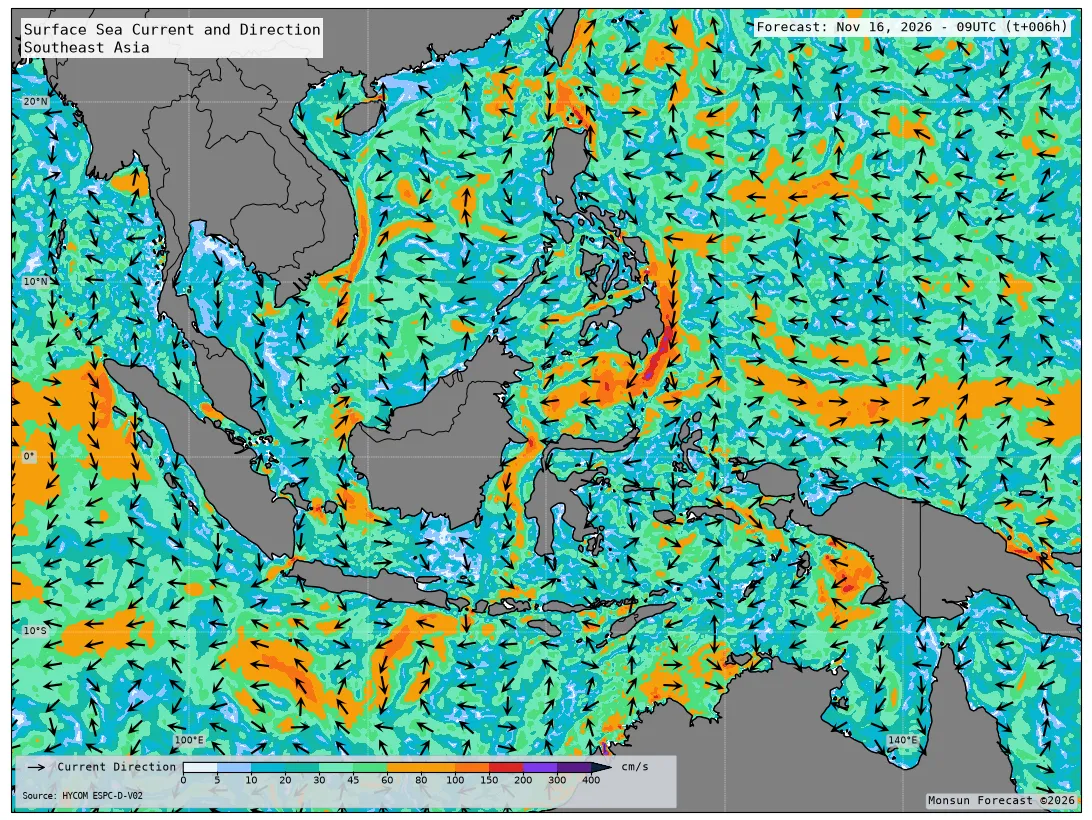 Surface Sea Current and Direction
Southeast Asia
Forecast: Nov 16, 2026 - 09UTC (t+006h)
20°N
10°N
0°
10°S
100°E
140°E
Current Direction
cm/s
0 5 10 20 30 45 60 80 100 150 200 300 400
Source: HYCOM ESPC-D-V02
Monsun Forecast ©2026